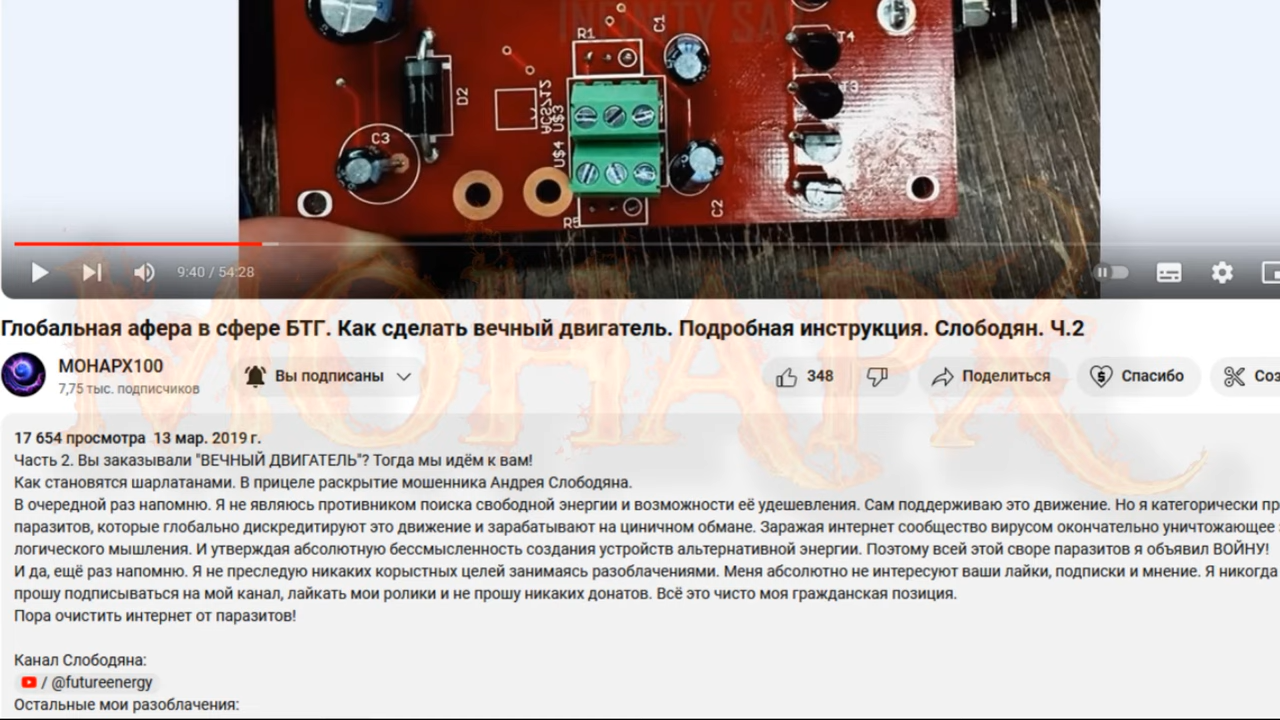 INFINITY SA
R1
C1
T4
D2
ACS712
U$3
C3
U$4
C2
R5
9:40 / 54:28
МОНАРХ
Глобальная афера в сфере БТГ. Как сделать вечный двигатель. Подробная инструкция. Слободян. Ч.2
МОНАРХ100
7,75 тыс. подписчиков
Вы подписаны
348
Поделиться
Спасибо
Соз
17 654 просмотра 13 мар. 2019 г.
Часть 2. Вы заказывали "ВЕЧНЫЙ ДВИГАТЕЛЬ"? Тогда мы идём к вам!
Как становятся шарлатанами. В прицеле раскрытие мошенника Андрея Слободяна.
В очередной раз напомню. Я не являюсь противником поиска свободной энергии и возможности её удешевления. Сам поддерживаю это движение. Но я категорически пр
паразитов, которые глобально дискредитируют это движение и зарабатывают на циничном обмане. Заражая интернет сообщество вирусом окончательно уничтожающее
логического мышления. И утверждая абсолютную бессмысленность создания устройств альтернативной энергии. Поэтому всей этой своре паразитов я объявил ВОЙНУ!
И да, ещё раз напомню. Я не преследую никаких корыстных целей занимаясь разоблачениями. Меня абсолютно не интересуют ваши лайки, подписки и мнение. Я никогда
прошу подписываться на мой канал, лайкать мои ролики и не прошу никаких донатов. Всё это чисто моя гражданская позиция.
Пора очистить интернет от паразитов!
Канал Слободяна:
/ @futureenergy
Остальные мои разоблачения: